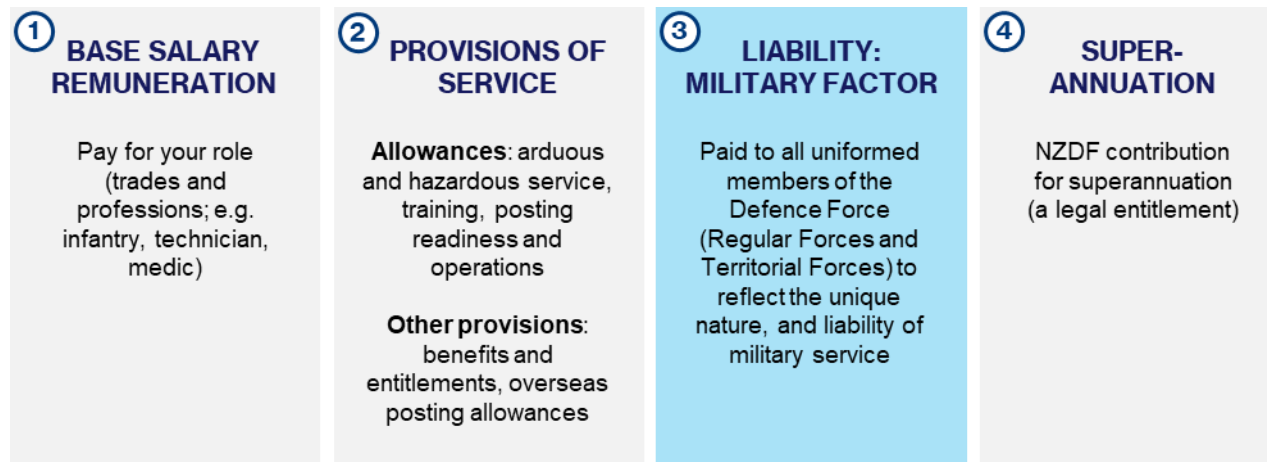 1
BASE SALARY
REMUNERATION
Pay for your role
(trades and
professions; e.g.
infantry, technician,
medic)
2
PROVISIONS OF
SERVICE
Allowances: arduous
and hazardous service,
training, posting
readiness and
operations
Other provisions:
benefits and
entitlements, overseas
posting allowances
3
LIABILITY:
MILITARY FACTOR
Paid to all uniformed
members of the
Defence Force
(Regular Forces and
Territorial Forces) to
reflect the unique
nature, and liability of
military service
4
SUPER-
ANNUATION
NZDF contribution
for superannuation
(a legal entitlement)